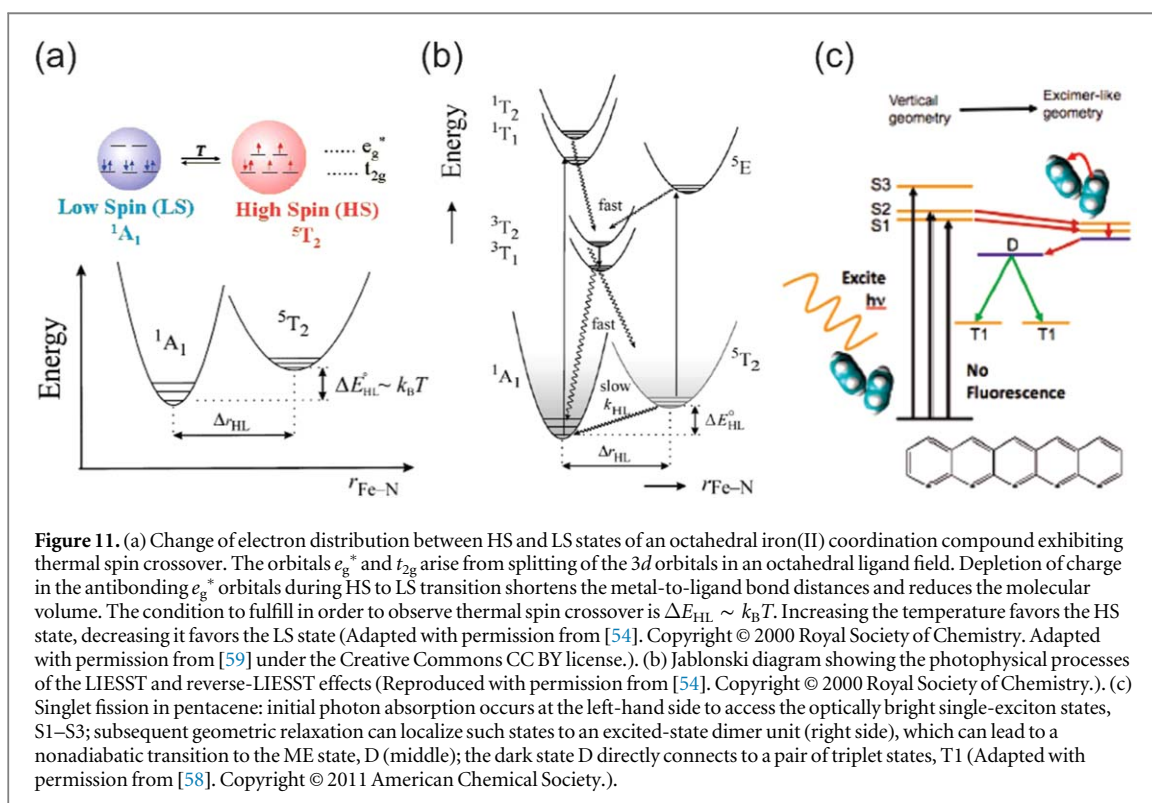 (a)
T
e_g*
t_2g
Low Spin (LS)
High Spin (HS)
¹A₁
⁵T₂
Energy
¹A₁
⁵T₂
ΔE°_HL ~ k_BT
Δr_HL
r_Fe–N
(b)
Energy
¹T₂
¹T₁
⁵E
fast
³T₂
³T₁
fast
¹A₁
⁵T₂
slow
k_HL
ΔE°_HL
Δr_HL
r_Fe–N
(c)
Verticail
geometry
Excimer-like
geometry
S3
S2
S1
D
Excite
hν
T1
T1
No
Fluorescence
Figure 11. (a) Change of electron distribution between HS and LS states of an octahedral iron(II) coordination compound exhibiting
thermal spin crossover. The orbitals e_g* and t_2g arise from splitting of the 3d orbitals in an octahedral ligand field. Depletion of charge
in the antibonding e_g* orbitals during HS to LS transition shortens the metal-to-ligand bond distances and reduces the molecular
volume. The condition to fulfill in order to observe thermal spin crossover is ΔE_HL ~ k_BT. Increasing the temperature favors the HS
state, decreasing it favors the LS state (Adapted with permission from [54]. Copyright © 2000 Royal Society of Chemistry. Adapted
with permission from [59] under the Creative Commons CC BY license.). (b) Jablonski diagram showing the photophysical processes
of the LIESST and reverse-LIESST effects (Reproduced with permission from [54]. Copyright © 2000 Royal Society of Chemistry.). (c)
Singlet fission in pentacene: initial photon absorption occurs at the left-hand side to access the optically bright single-exciton states,
S1–S3; subsequent geometric relaxation can localize such states to an excited-state dimer unit (right side), which can lead to a
nonadiabatic transition to the ME state, D (middle); the dark state D directly connects to a pair of triplet states, T1 (Adapted with
permission from [58]. Copyright © 2011 American Chemical Society.).